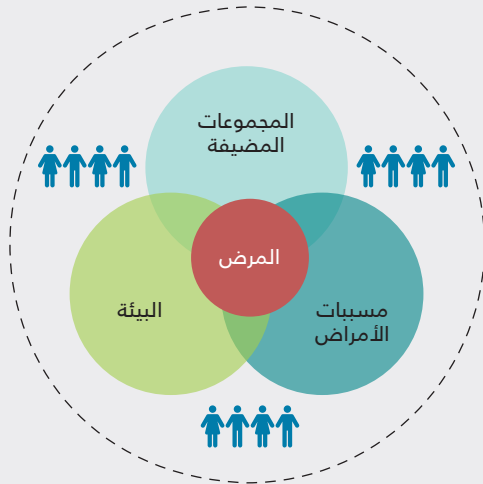 المجموعات
المضيفة
المرض
البيئة
مسببات
الأمراض